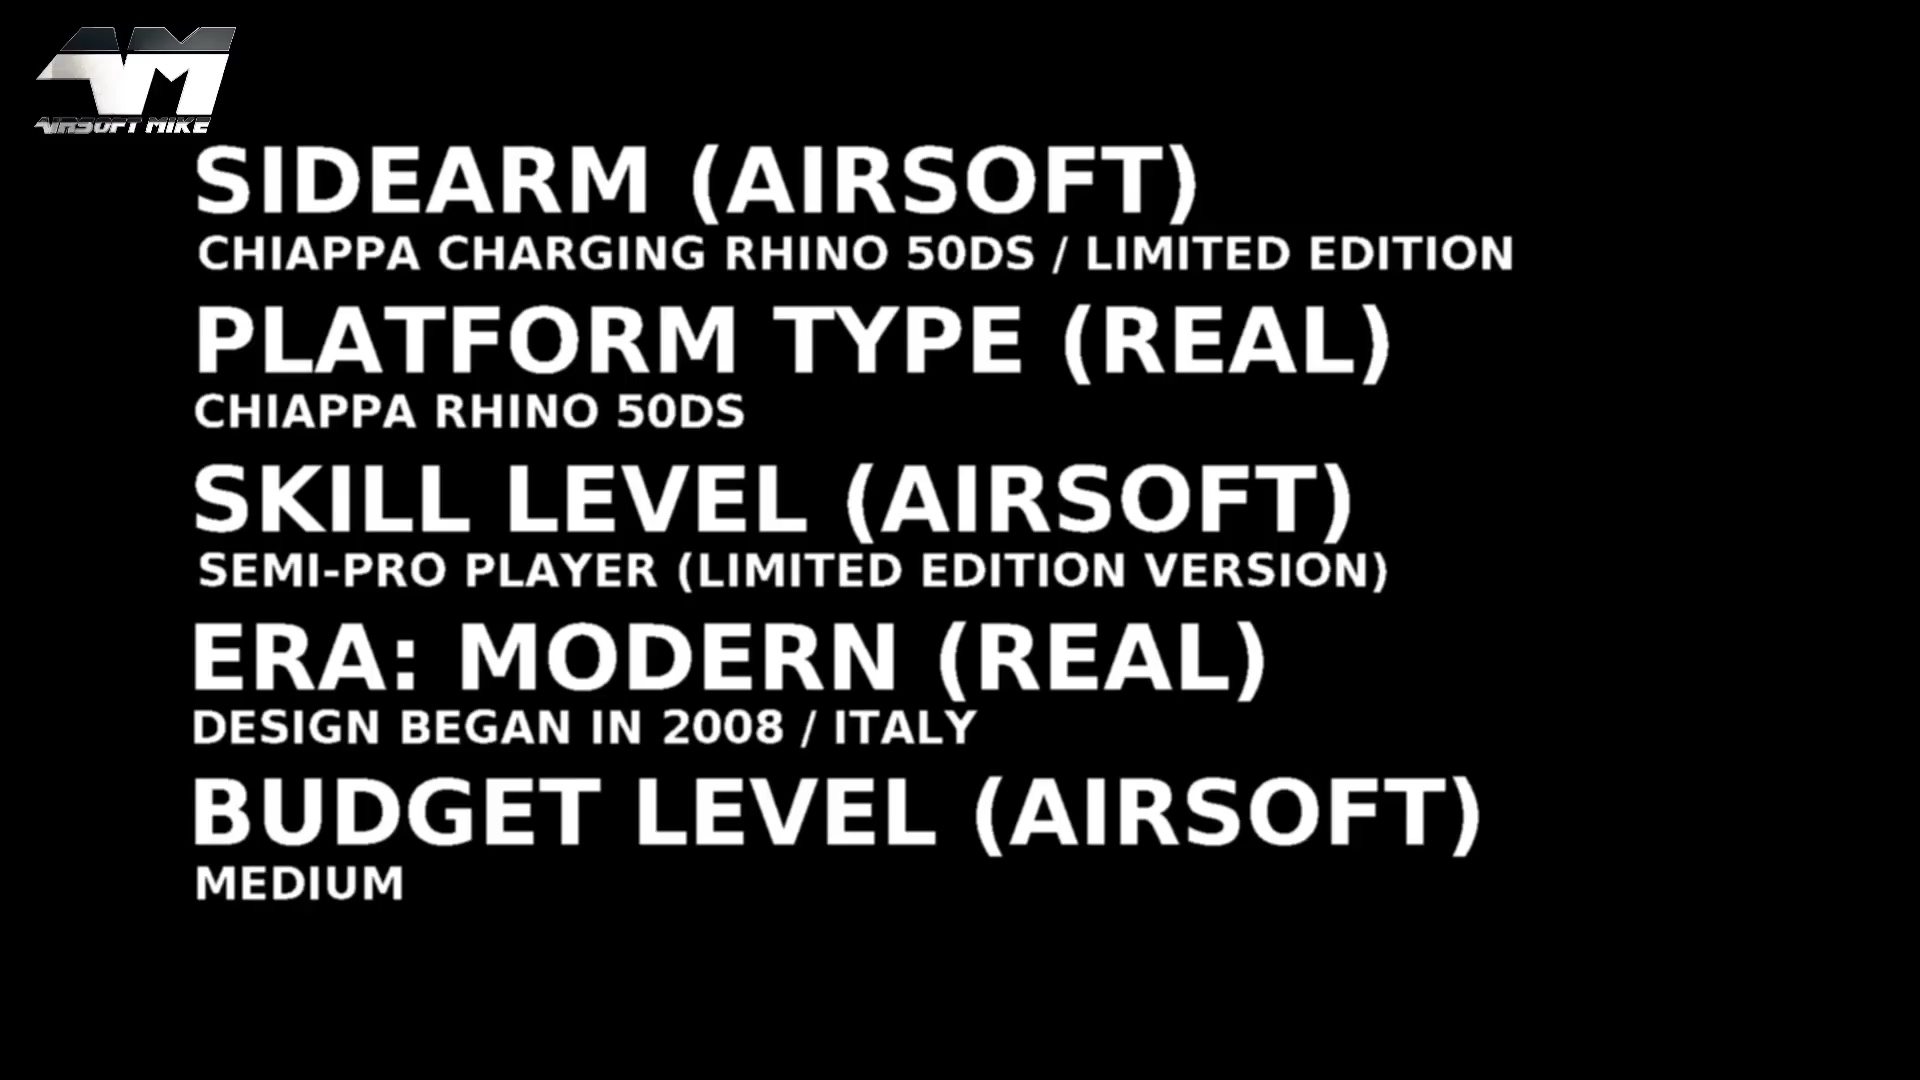 AM
AIRSOFT MIKE
SIDEARM (AIRSOFT)
CHIAPPA CHARGING RHINO 50DS / LIMITED EDITION
PLATFORM TYPE (REAL)
CHIAPPA RHINO 50DS
SKILL LEVEL (AIRSOFT)
SEMI-PRO PLAYER (LIMITED EDITION VERSION)
ERA: MODERN (REAL)
DESIGN BEGAN IN 2008 / ITALY
BUDGET LEVEL (AIRSOFT)
MEDIUM